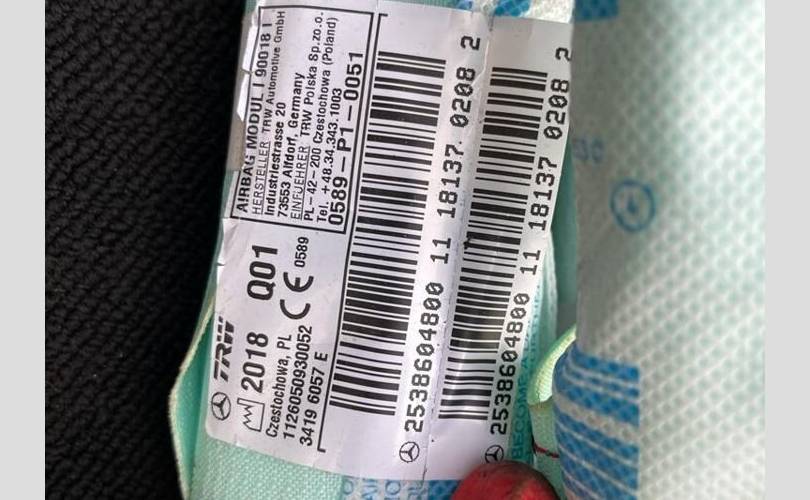 AIRBAG MODUL I 90018 I
HERSTELLER TRW Automotive GmbH
Industriestrasse 20
73553 Alfdorf, Germany
EINFUEHRER TRW Polska Sp.zo.o.
PL-42-200 Czestochowa (Poland)
Tel. +48.34.343.1003
0589-P1-0051
TRW
2018 Q01
Czestochowa, PL
1126050930052
3419 6057 E
CE 0589
2538604800 11 18137 0208 2
2538604800 11 18137 0208 2